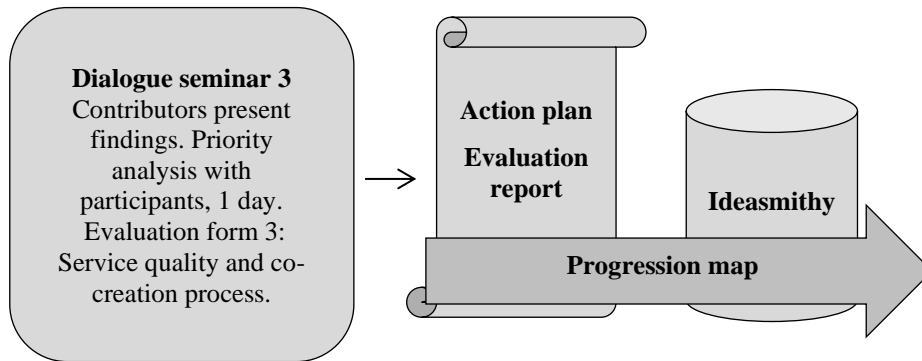 Dialogue seminar 3
Contributors present
findings. Priority
analysis with
participants, 1 day.
Evaluation form 3:
Service quality and co-
creation process.
Action plan
Evaluation
report
Ideasmithy
Progression map